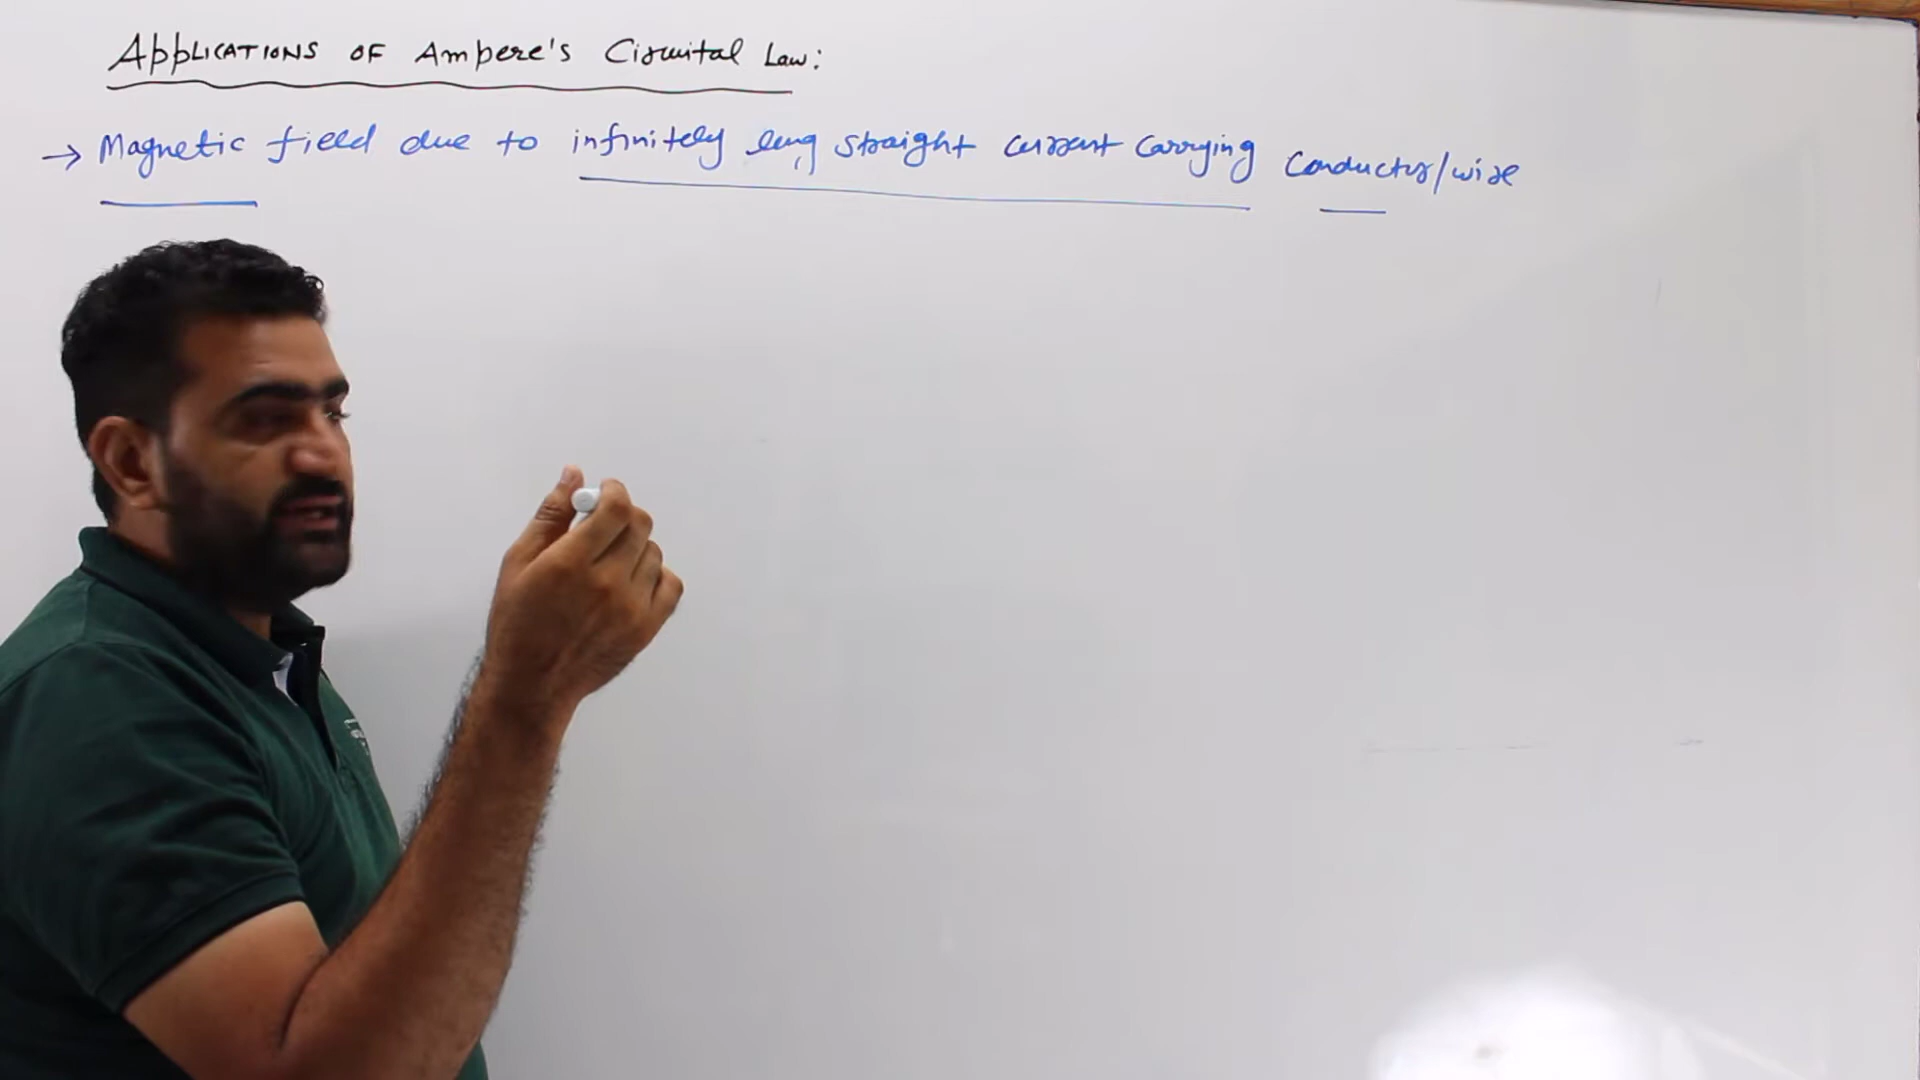 Applications of Ampere's Circuital Law:
→ Magnetic field due to infinitely long straight current carrying conductor/wire